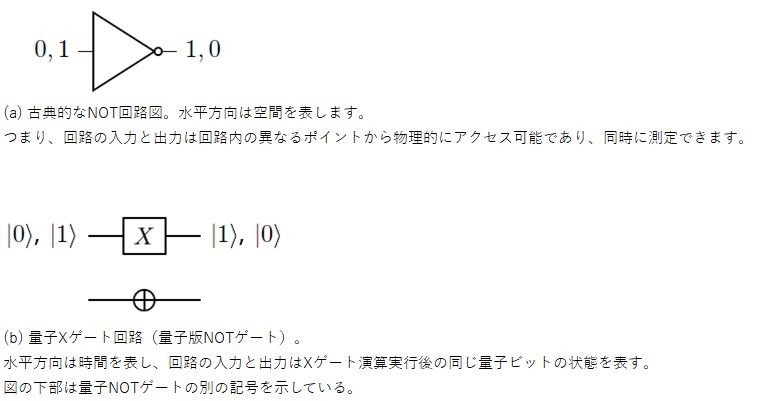 0, 1 1, 0
(a) 古典的なNOT回路図。水平方向は空間を表します。
つまり、回路の入力と出力は回路内の異なるポイントから物理的にアクセス可能であり、同時に測定できます。
|0⟩, |1⟩ X |1⟩, |0⟩
(b) 量子Xゲート回路（量子版NOTゲート）。
水平方向は時間を表し、回路の入力と出力はXゲート演算実行後の同じ量子ビットの状態を表す。
図の下部は量子NOTゲートの別の記号を示している。